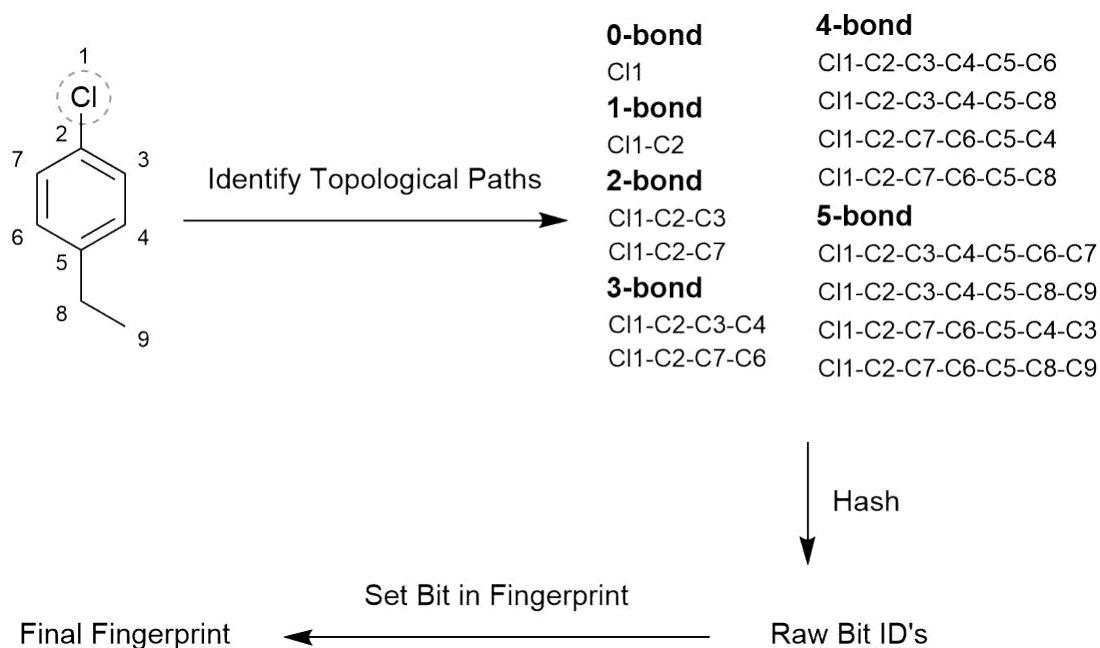 1
Cl
2
7
3
6
4
5
8
9
Identify Topological Paths
0-bond
Cl1
1-bond
Cl1-C2
2-bond
Cl1-C2-C3
Cl1-C2-C7
3-bond
Cl1-C2-C3-C4
Cl1-C2-C7-C6
4-bond
Cl1-C2-C3-C4-C5-C6
Cl1-C2-C3-C4-C5-C8
Cl1-C2-C7-C6-C5-C4
Cl1-C2-C7-C6-C5-C8
5-bond
Cl1-C2-C3-C4-C5-C6-C7
Cl1-C2-C3-C4-C5-C8-C9
Cl1-C2-C7-C6-C5-C4-C3
Cl1-C2-C7-C6-C5-C8-C9
Hash
Raw Bit ID's
Set Bit in Fingerprint
Final Fingerprint